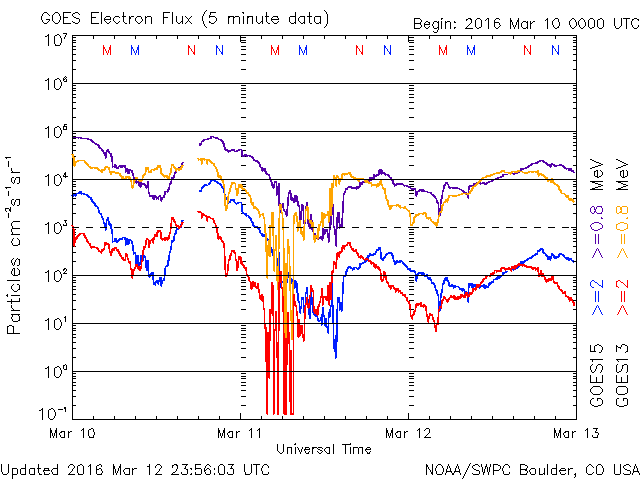 GOES Electron Flux (5 minute data)
Begin: 2016 Mar 10 0000 UTC
M M N N M M N N M M N N
10⁷
10⁶
10⁵
10⁴
10³
10²
10¹
10⁰
10⁻¹
Particles cm⁻²s⁻¹sr⁻¹
Mar 10 Mar 11 Mar 12 Mar 13
Universal Time
GOES15 >=2 >=0.8 MeV
GOES13 >=2 >=0.8 MeV
Updated 2016 Mar 12 23:56:03 UTC
NOAA/SWPC Boulder, CO USA